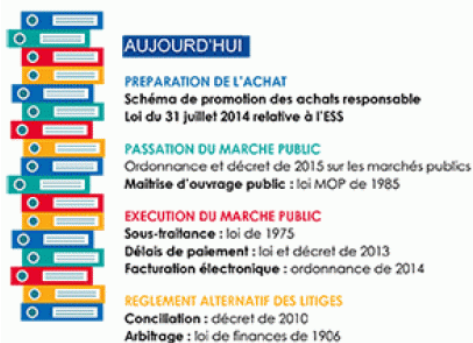 AUJOURD'HUI
PREPARATION DE L'ACHAT
Schéma de promotion des achats responsable
Loi du 31 juillet 2014 relative à l'ESS
PASSATION DU MARCHE PUBLIC
Ordonnance et décret de 2015 sur les marchés publics
Maîtrise d'ouvrage public : loi MOP de 1985
EXECUTION DU MARCHE PUBLIC
Sous-traitance : loi de 1975
Délais de paiement : loi et décret de 2013
Facturation électronique : ordonnance de 2014
REGLEMENT ALTERNATIF DES LITIGES
Conciliation : décret de 2010
Arbitrage : loi de finances de 1906